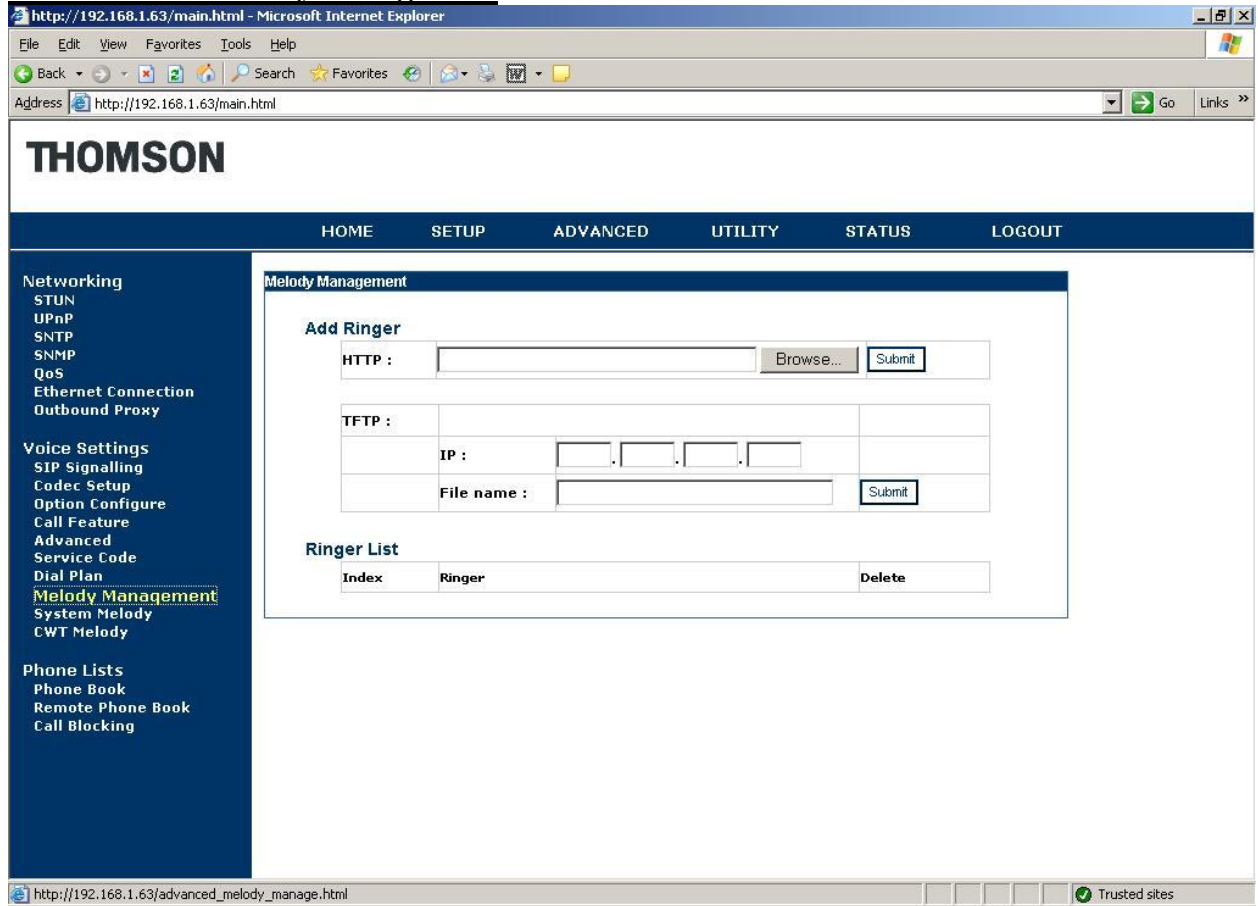 http://192.168.1.63/main.html - Microsoft Internet Explorer
File Edit View Favorites Tools Help
Back Search Favorites
Address http://192.168.1.63/main.html Go Links »
THOMSON
HOME SETUP ADVANCED UTILITY STATUS LOGOUT
Networking
STUN
UPnP
SNTP
SNMP
QoS
Ethernet Connection
Outbound Proxy
Voice Settings
SIP Signalling
Codec Setup
Option Configure
Call Feature
Advanced
Service Code
Dial Plan
Melody Management
System Melody
CWT Melody
Phone Lists
Phone Book
Remote Phone Book
Call Blocking
Melody Management
Add Ringer
HTTP : Browse... Submit
TFTP :
IP : . . .
File name : Submit
Ringer List
Index Ringer Delete
http://192.168.1.63/advanced_melody_manage.html Trusted sites